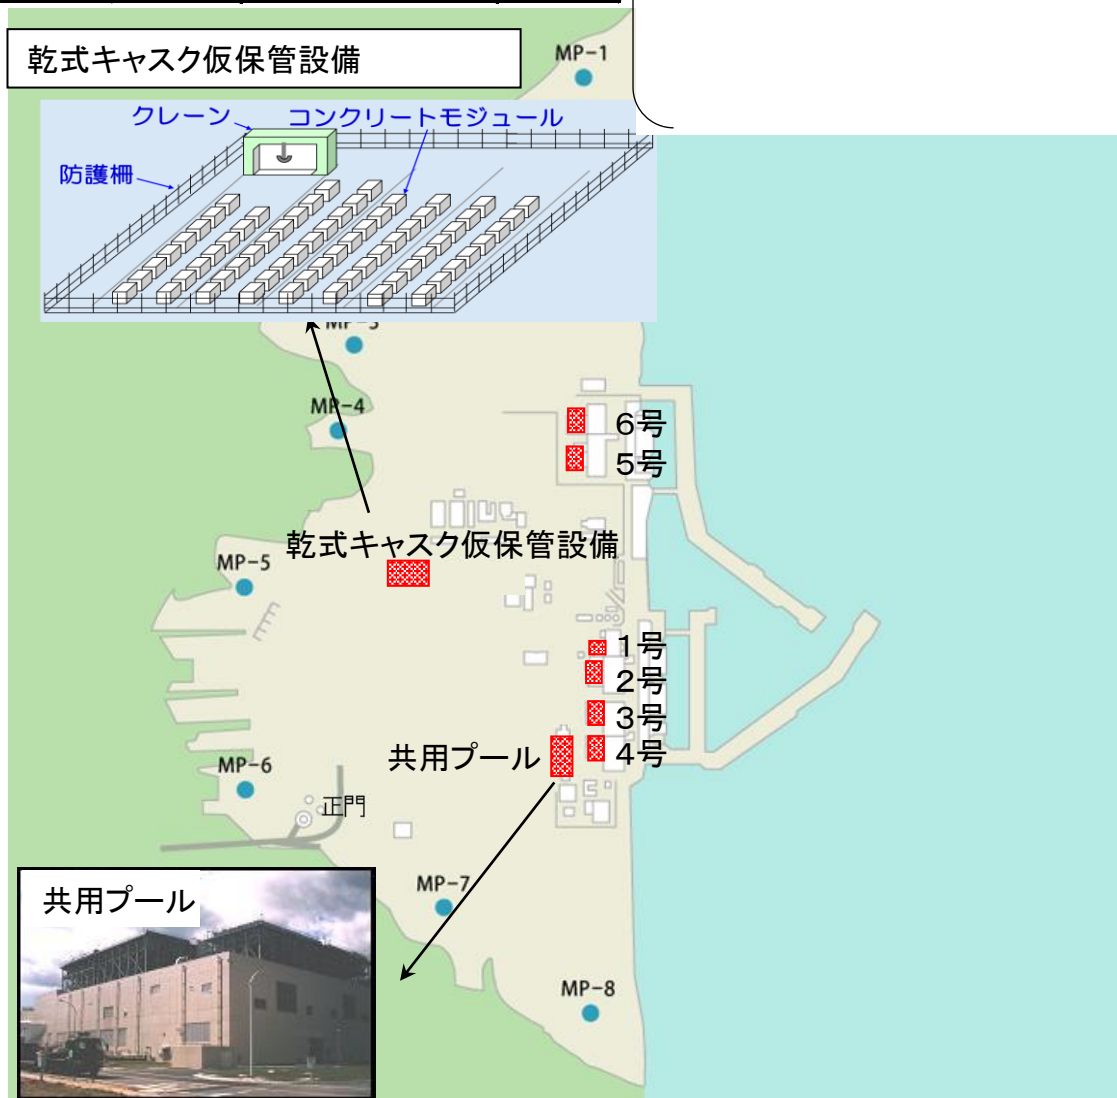 乾式キャスク仮保管設備
MP-1
クレーン
コンクリートモジュール
防護柵
MP-3
MP-4
6号
5号
乾式キャスク仮保管設備
MP-5
1号
2号
3号
共用プール
4号
MP-6
正門
共用プール
MP-7
MP-8